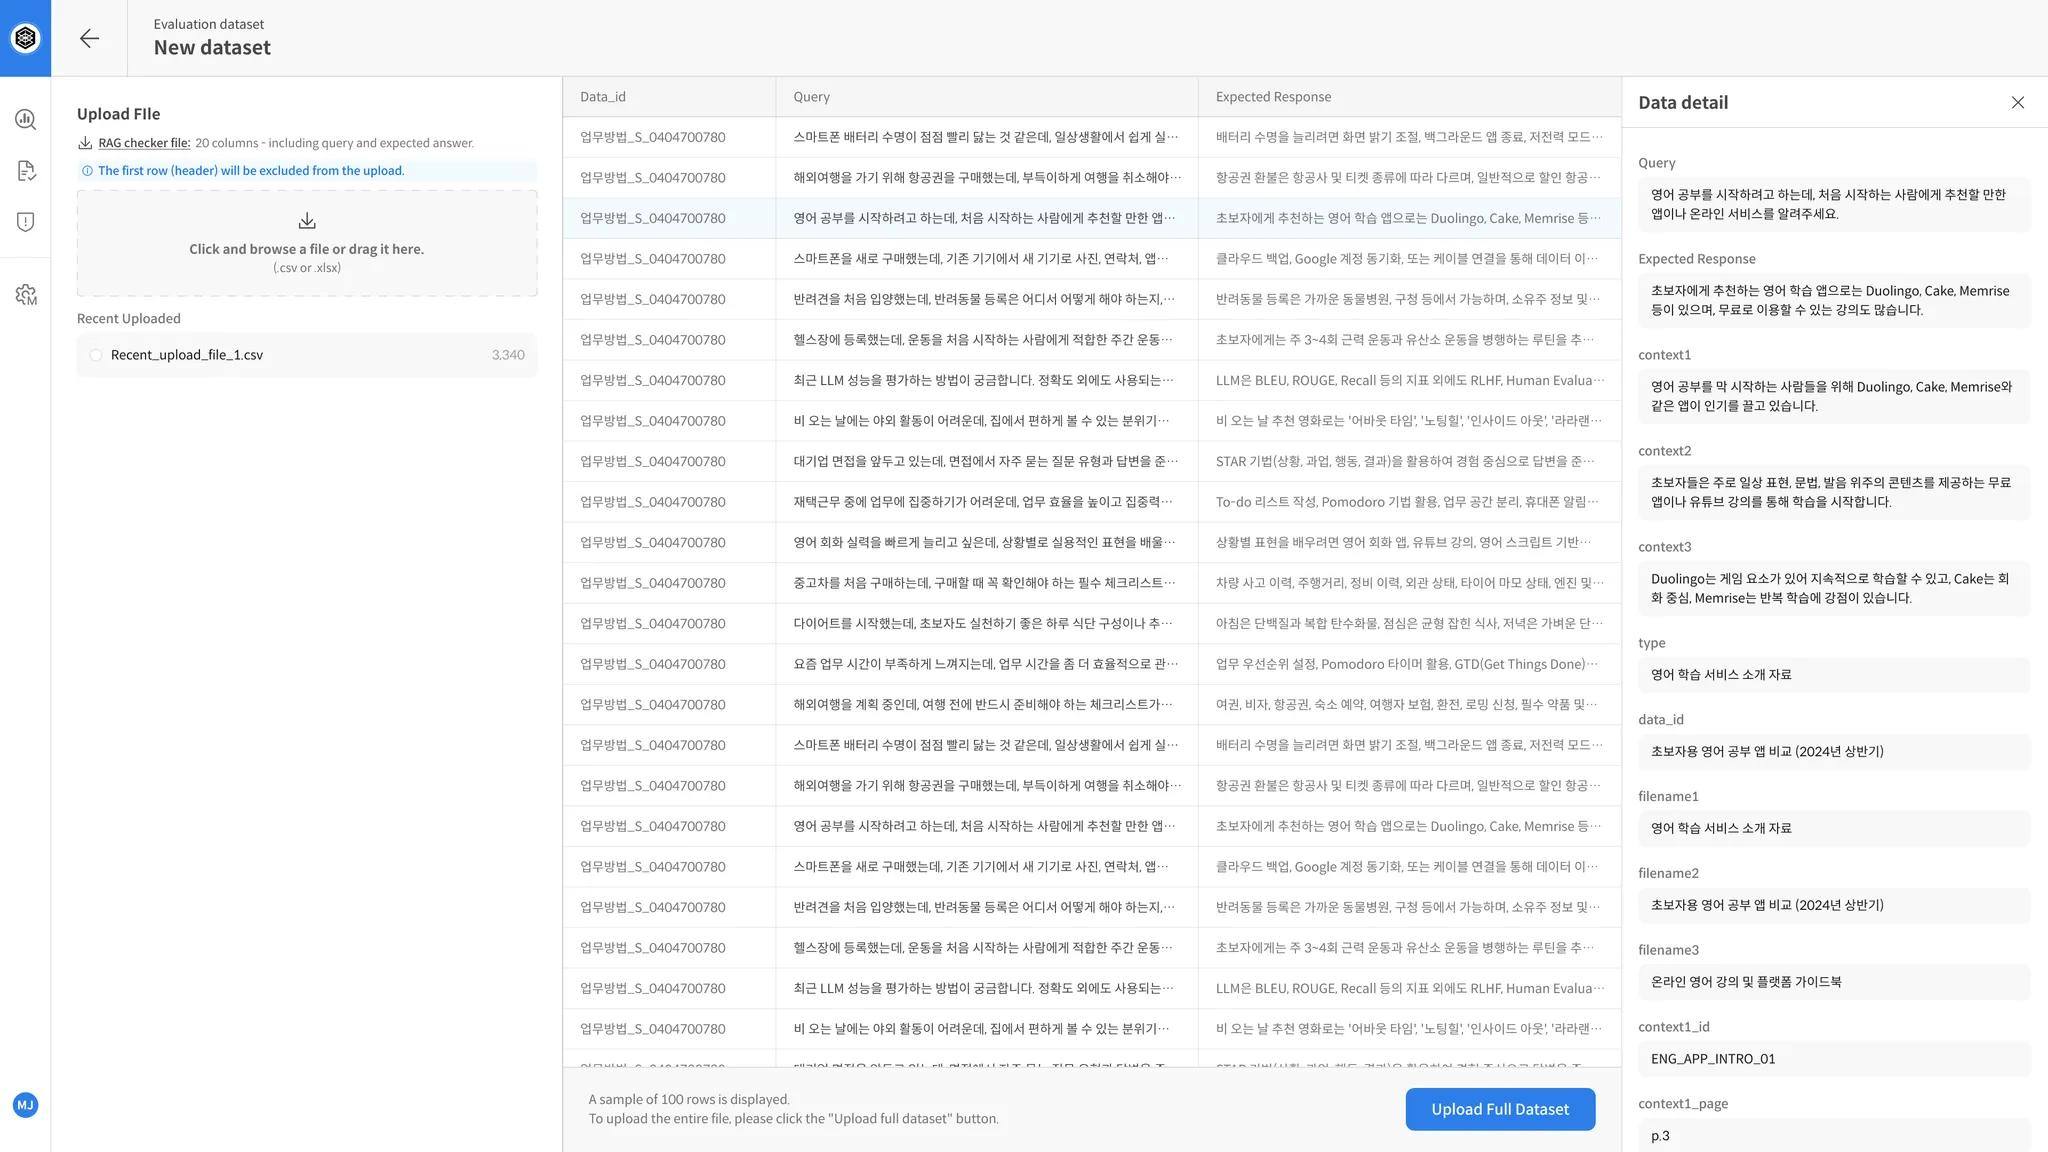 Evaluation dataset
New dataset
Upload FIle
RAG checker file: 20 columns - including query and expected answer.
The first row (header) will be excluded from the upload.
Click and browse a file or drag it here.
(.csv or .xlsx)
Recent Uploaded
Recent_upload_file_1.csv 3.340
MJ
M
Data_id Query Expected Response
업무방법_S_0404700780 스마트폰 배터리 수명이 점점 빨리 닳는 것 같은데, 일상생활에서 쉽게 실··· 배터리 수명을 늘리려면 화면 밝기 조절, 백그라운드 앱 종료, 저전력 모드···
업무방법_S_0404700780 해외여행을 가기 위해 항공권을 구매했는데, 부득이하게 여행을 취소해야··· 항공권 환불은 항공사 및 티켓 종류에 따라 다르며, 일반적으로 할인 항공···
업무방법_S_0404700780 영어 공부를 시작하려고 하는데, 처음 시작하는 사람에게 추천할 만한 앱··· 초보자에게 추천하는 영어 학습 앱으로는 Duolingo, Cake, Memrise 등···
업무방법_S_0404700780 스마트폰을 새로 구매했는데, 기존 기기에서 새 기기로 사진, 연락처, 앱··· 클라우드 백업, Google 계정 동기화, 또는 케이블 연결을 통해 데이터 이···
업무방법_S_0404700780 반려견을 처음 입양했는데, 반려동물 등록은 어디서 어떻게 해야 하는지,··· 반려동물 등록은 가까운 동물병원, 구청 등에서 가능하며, 소유주 정보 및···
업무방법_S_0404700780 헬스장에 등록했는데, 운동을 처음 시작하는 사람에게 적합한 주간 운동··· 초보자에게는 주 3~4회 근력 운동과 유산소 운동을 병행하는 루틴을 추···
업무방법_S_0404700780 최근 LLM 성능을 평가하는 방법이 궁금합니다. 정확도 외에도 사용되는··· LLM은 BLEU, ROUGE, Recall 등의 지표 외에도 RLHF, Human Evalua···
업무방법_S_0404700780 비 오는 날에는 야외 활동이 어려운데, 집에서 편하게 볼 수 있는 분위기··· 비 오는 날 추천 영화로는 '어바웃 타임', '노팅힐', '인사이드 아웃', '라라랜···
업무방법_S_0404700780 대기업 면접을 앞두고 있는데, 면접에서 자주 묻는 질문 유형과 답변을 준··· STAR 기법(상황, 과업, 행동, 결과)을 활용하여 경험 중심으로 답변을 준···
업무방법_S_0404700780 재택근무 중에 업무에 집중하기가 어려운데, 업무 효율을 높이고 집중력··· To-do 리스트 작성, Pomodoro 기법 활용, 업무 공간 분리, 휴대폰 알림···
업무방법_S_0404700780 영어 회화 실력을 빠르게 늘리고 싶은데, 상황별로 실용적인 표현을 배울··· 상황별 표현을 배우려면 영어 회화 앱, 유튜브 강의, 영어 스크립트 기반···
업무방법_S_0404700780 중고차를 처음 구매하는데, 구매할 때 꼭 확인해야 하는 필수 체크리스트··· 차량 사고 이력, 주행거리, 정비 이력, 외관 상태, 타이어 마모 상태, 엔진 및···
업무방법_S_0404700780 다이어트를 시작했는데, 초보자도 실천하기 좋은 하루 식단 구성이나 추··· 아침은 단백질과 복합 탄수화물, 점심은 균형 잡힌 식사, 저녁은 가벼운 단···
업무방법_S_0404700780 요즘 업무 시간이 부족하게 느껴지는데, 업무 시간을 좀 더 효율적으로 관··· 업무 우선순위 설정, Pomodoro 타이머 활용, GTD(Get Things Done)···
업무방법_S_0404700780 해외여행을 계획 중인데, 여행 전에 반드시 준비해야 하는 체크리스트가··· 여권, 비자, 항공권, 숙소 예약, 여행자 보험, 환전, 로밍 신청, 필수 약품 및···
업무방법_S_0404700780 스마트폰 배터리 수명이 점점 빨리 닳는 것 같은데, 일상생활에서 쉽게 실··· 배터리 수명을 늘리려면 화면 밝기 조절, 백그라운드 앱 종료, 저전력 모드···
업무방법_S_0404700780 해외여행을 가기 위해 항공권을 구매했는데, 부득이하게 여행을 취소해야··· 항공권 환불은 항공사 및 티켓 종류에 따라 다르며, 일반적으로 할인 항공···
업무방법_S_0404700780 영어 공부를 시작하려고 하는데, 처음 시작하는 사람에게 추천할 만한 앱··· 초보자에게 추천하는 영어 학습 앱으로는 Duolingo, Cake, Memrise 등···
업무방법_S_0404700780 스마트폰을 새로 구매했는데, 기존 기기에서 새 기기로 사진, 연락처, 앱··· 클라우드 백업, Google 계정 동기화, 또는 케이블 연결을 통해 데이터 이···
업무방법_S_0404700780 반려견을 처음 입양했는데, 반려동물 등록은 어디서 어떻게 해야 하는지,··· 반려동물 등록은 가까운 동물병원, 구청 등에서 가능하며, 소유주 정보 및···
업무방법_S_0404700780 헬스장에 등록했는데, 운동을 처음 시작하는 사람에게 적합한 주간 운동··· 초보자에게는 주 3~4회 근력 운동과 유산소 운동을 병행하는 루틴을 추···
업무방법_S_0404700780 최근 LLM 성능을 평가하는 방법이 궁금합니다. 정확도 외에도 사용되는··· LLM은 BLEU, ROUGE, Recall 등의 지표 외에도 RLHF, Human Evalua···
업무방법_S_0404700780 비 오는 날에는 야외 활동이 어려운데, 집에서 편하게 볼 수 있는 분위기··· 비 오는 날 추천 영화로는 '어바웃 타임', '노팅힐', '인사이드 아웃', '라라랜···
A sample of 100 rows is displayed.
To upload the entire file, please click the "Upload full dataset" button.
Upload Full Dataset
Data detail
Query
영어 공부를 시작하려고 하는데, 처음 시작하는 사람에게 추천할 만한
앱이나 온라인 서비스를 알려주세요.
Expected Response
초보자에게 추천하는 영어 학습 앱으로는 Duolingo, Cake, Memrise
등이 있으며, 무료로 이용할 수 있는 강의도 많습니다.
context1
영어 공부를 막 시작하는 사람들을 위해 Duolingo, Cake, Memrise와
같은 앱이 인기를 끌고 있습니다.
context2
초보자들은 주로 일상 표현, 문법, 발음 위주의 콘텐츠를 제공하는 무료
앱이나 유튜브 강의를 통해 학습을 시작합니다.
context3
Duolingo는 게임 요소가 있어 지속적으로 학습할 수 있고, Cake는 회
화 중심, Memrise는 반복 학습에 강점이 있습니다.
type
영어 학습 서비스 소개 자료
data_id
초보자용 영어 공부 앱 비교 (2024년 상반기)
filename1
영어 학습 서비스 소개 자료
filename2
초보자용 영어 공부 앱 비교 (2024년 상반기)
filename3
온라인 영어 강의 및 플랫폼 가이드북
context1_id
ENG_APP_INTRO_01
context1_page
p.3